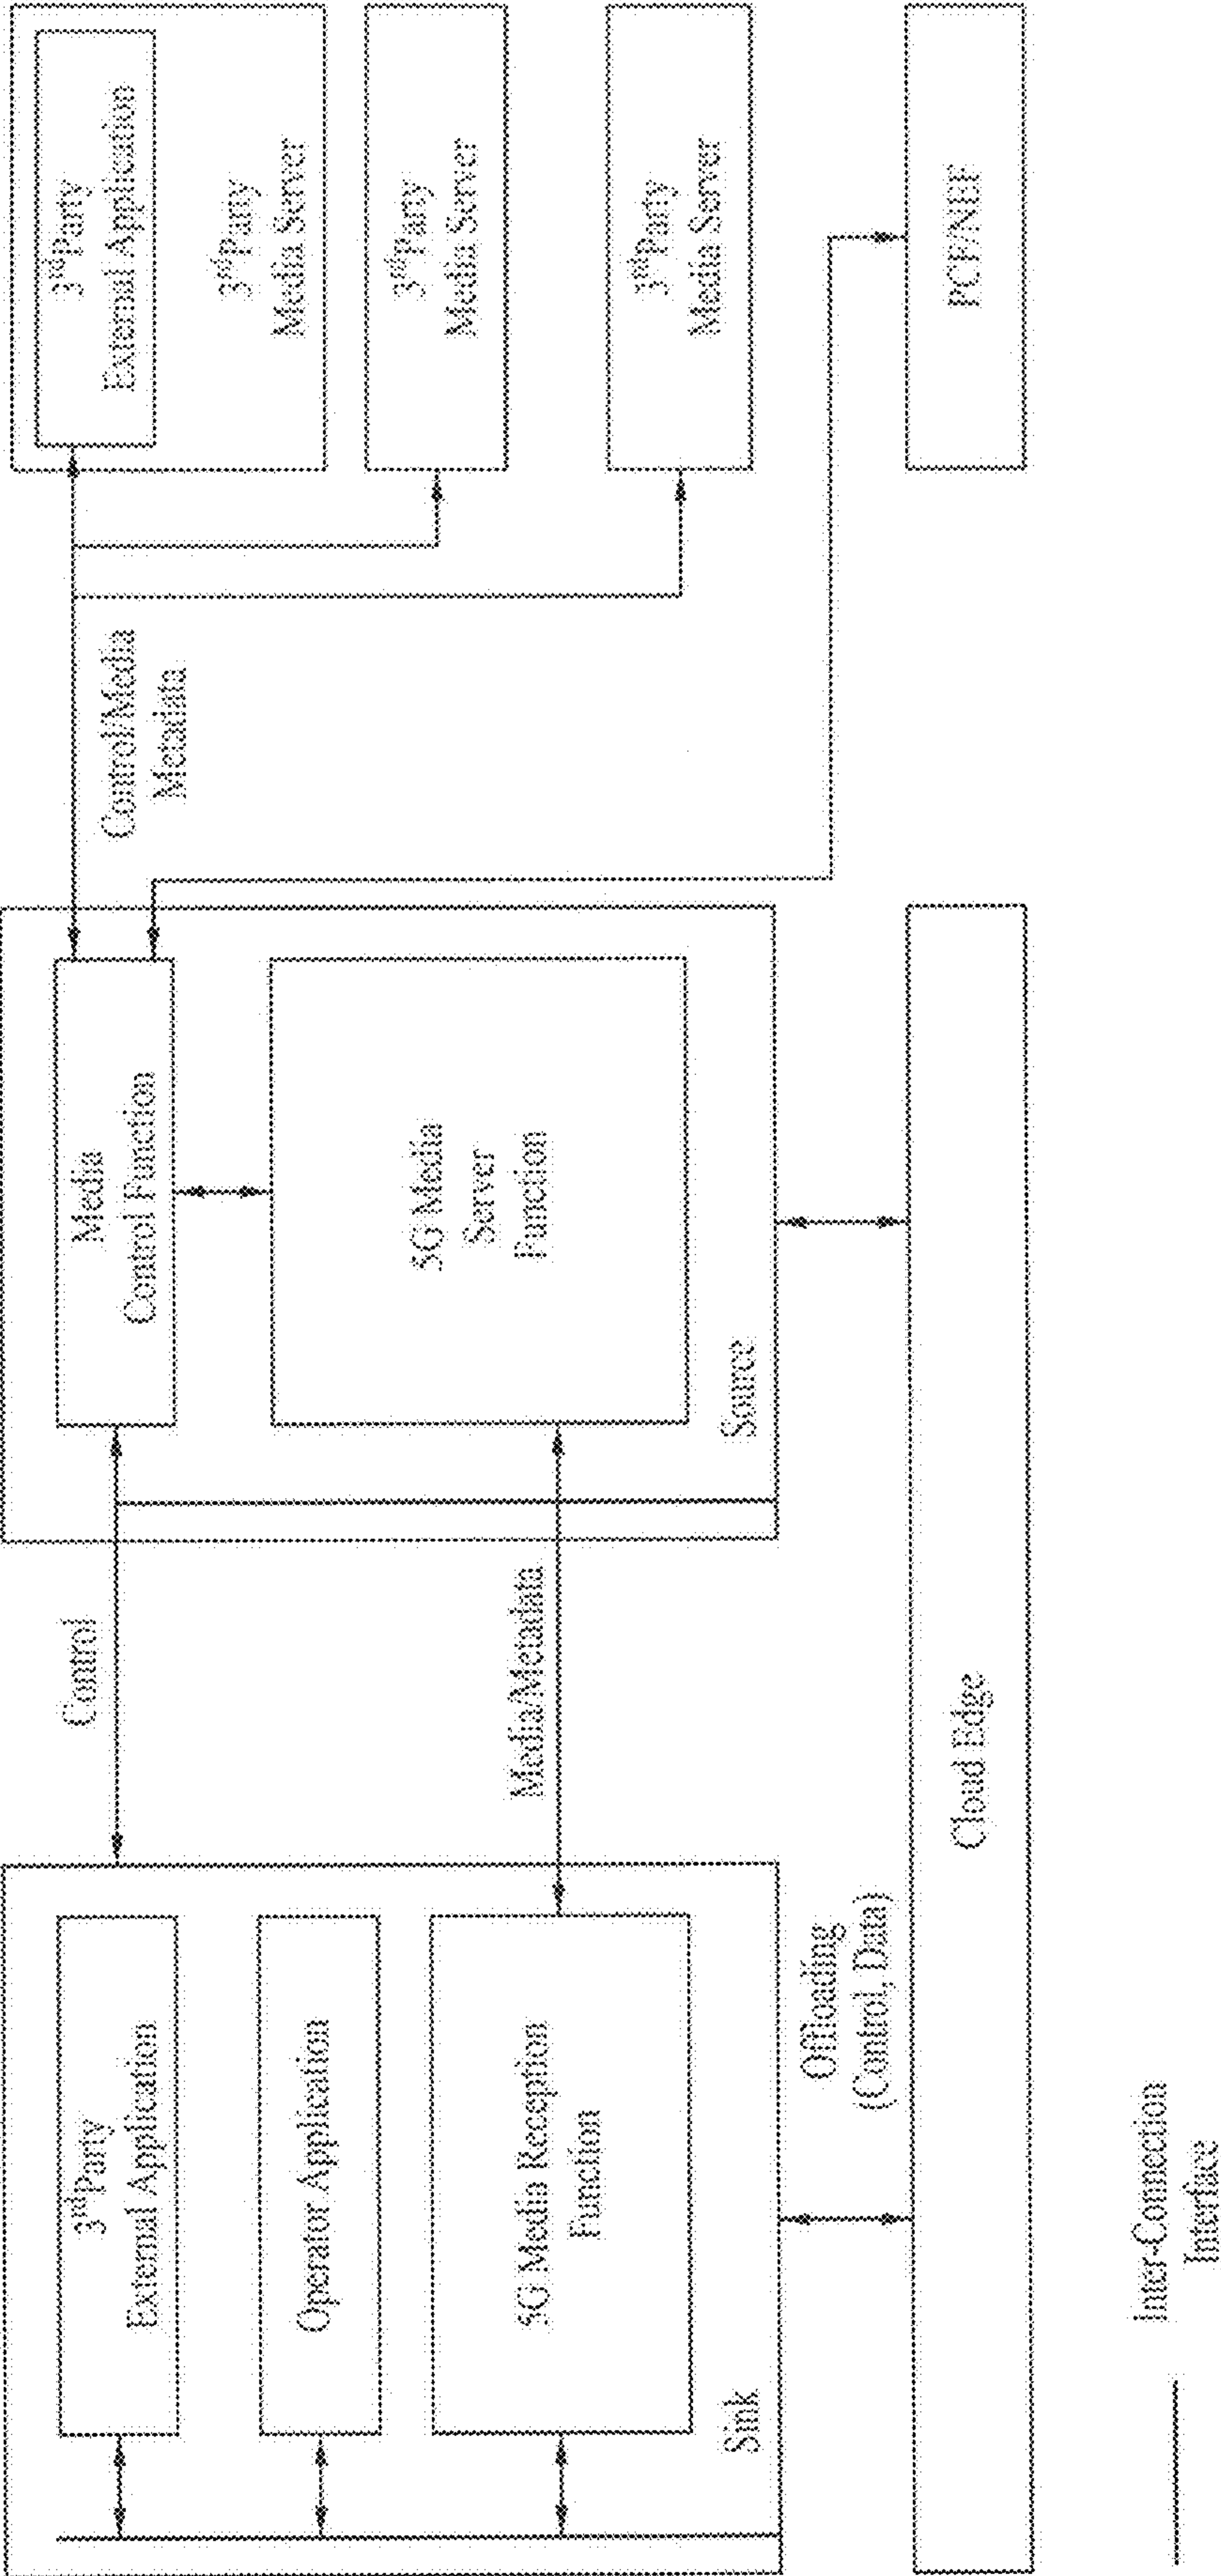 3rdParty
External Application
Operator Application
5G Media Reception
Function
Sink
Control
Media/Metadata
Offloading
(Control, Data)
Media
Control Function
5G Media
Server
Function
Source
Control/Media
Metadata
3rdParty
External Application
3rdParty
Media Server
3rdParty
Media Server
3rdParty
Media Server
PCF/NEF
Cloud Edge
Inter-Connection
Interface